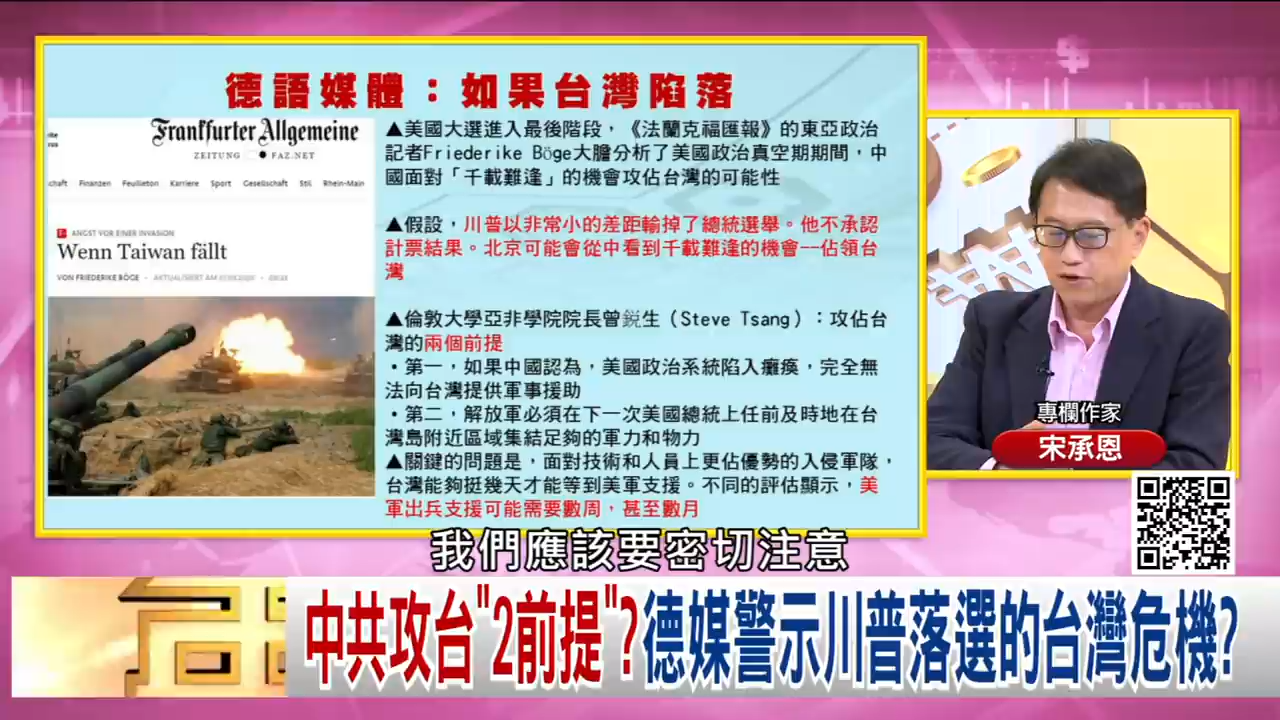 德語媒體：如果台灣陷落
Frankfurter Allgemeine
ZEITUNG FAZ.NET
chaft Finanzen Feuilleton Karriere Sport Gesellschaft Stil Rhein-Main
ANGST VOR EINER INVASION
Wenn Taiwan fällt
VON FRIEDERIKE BÖGE
▲美國大選進入最後階段，《法蘭克福匯報》的東亞政治
記者Friederike Böge大膽分析了美國政治真空期期間，中
國面對「千載難逢」的機會攻佔台灣的可能性
▲假設，川普以非常小的差距輸掉了總統選舉。他不承認
計票結果。北京可能會從中看到千載難逢的機會--佔領台
灣
▲倫敦大學亞非學院院長曾銳生（Steve Tsang）：攻佔台
灣的兩個前提
・第一，如果中國認為，美國政治系統陷入癱瘓，完全無
法向台灣提供軍事援助
・第二，解放軍必須在下一次美國總統上任前及時地在台
灣島附近區域集結足夠的軍力和物力
▲關鍵的問題是，面對技術和人員上更佔優勢的入侵軍隊，
台灣能夠挺幾天才能等到美軍支援。不同的評估顯示，美
軍出兵支援可能需要數周，甚至數月
專欄作家
宋承恩
我們應該要密切注意
中共攻台"2前提"?德媒警示川普落選的台灣危機?